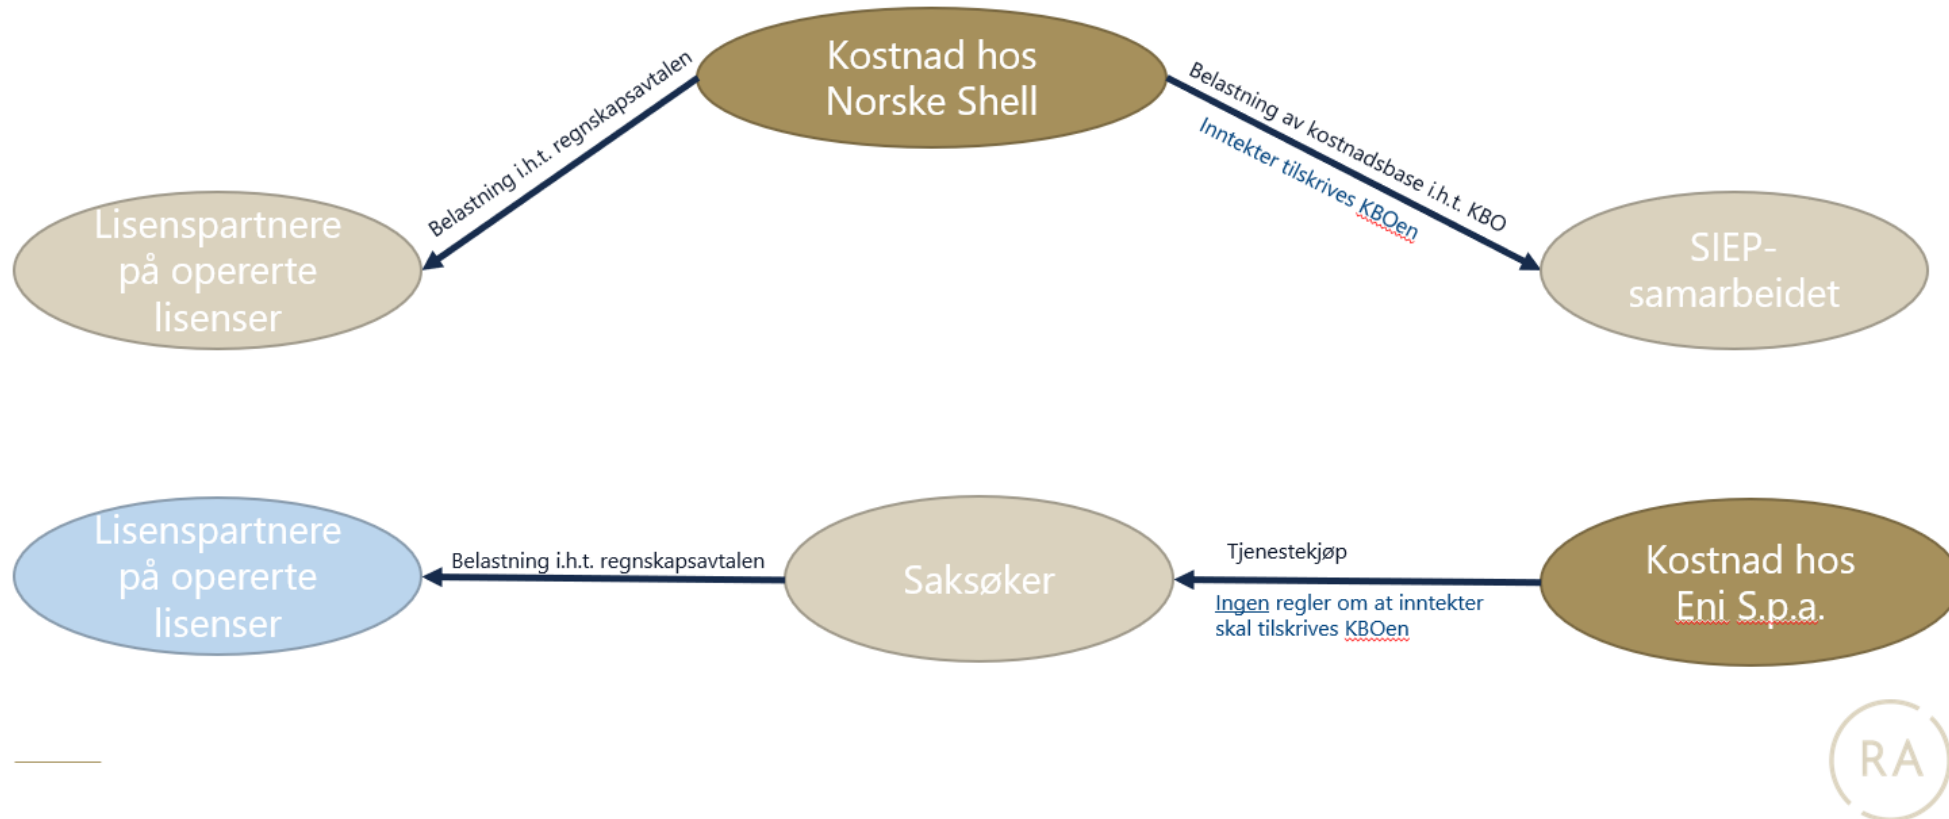 Kostnad hos
Norske Shell
Belastning i.h.t. regnskapsavtalen
Belastning av kostnadsbase i.h.t. KBO
Inntekter tilskrives KBOen
Lisenspartnere
på opererte
lisenser
SIEP-
samarbeidet
Lisenspartnere
på opererte
lisenser
Belastning i.h.t. regnskapsavtalen
Saksøker
Tjenestekjøp
Ingen regler om at inntekter
skal tilskrives KBOen
Kostnad hos
Eni S.p.a.
RA